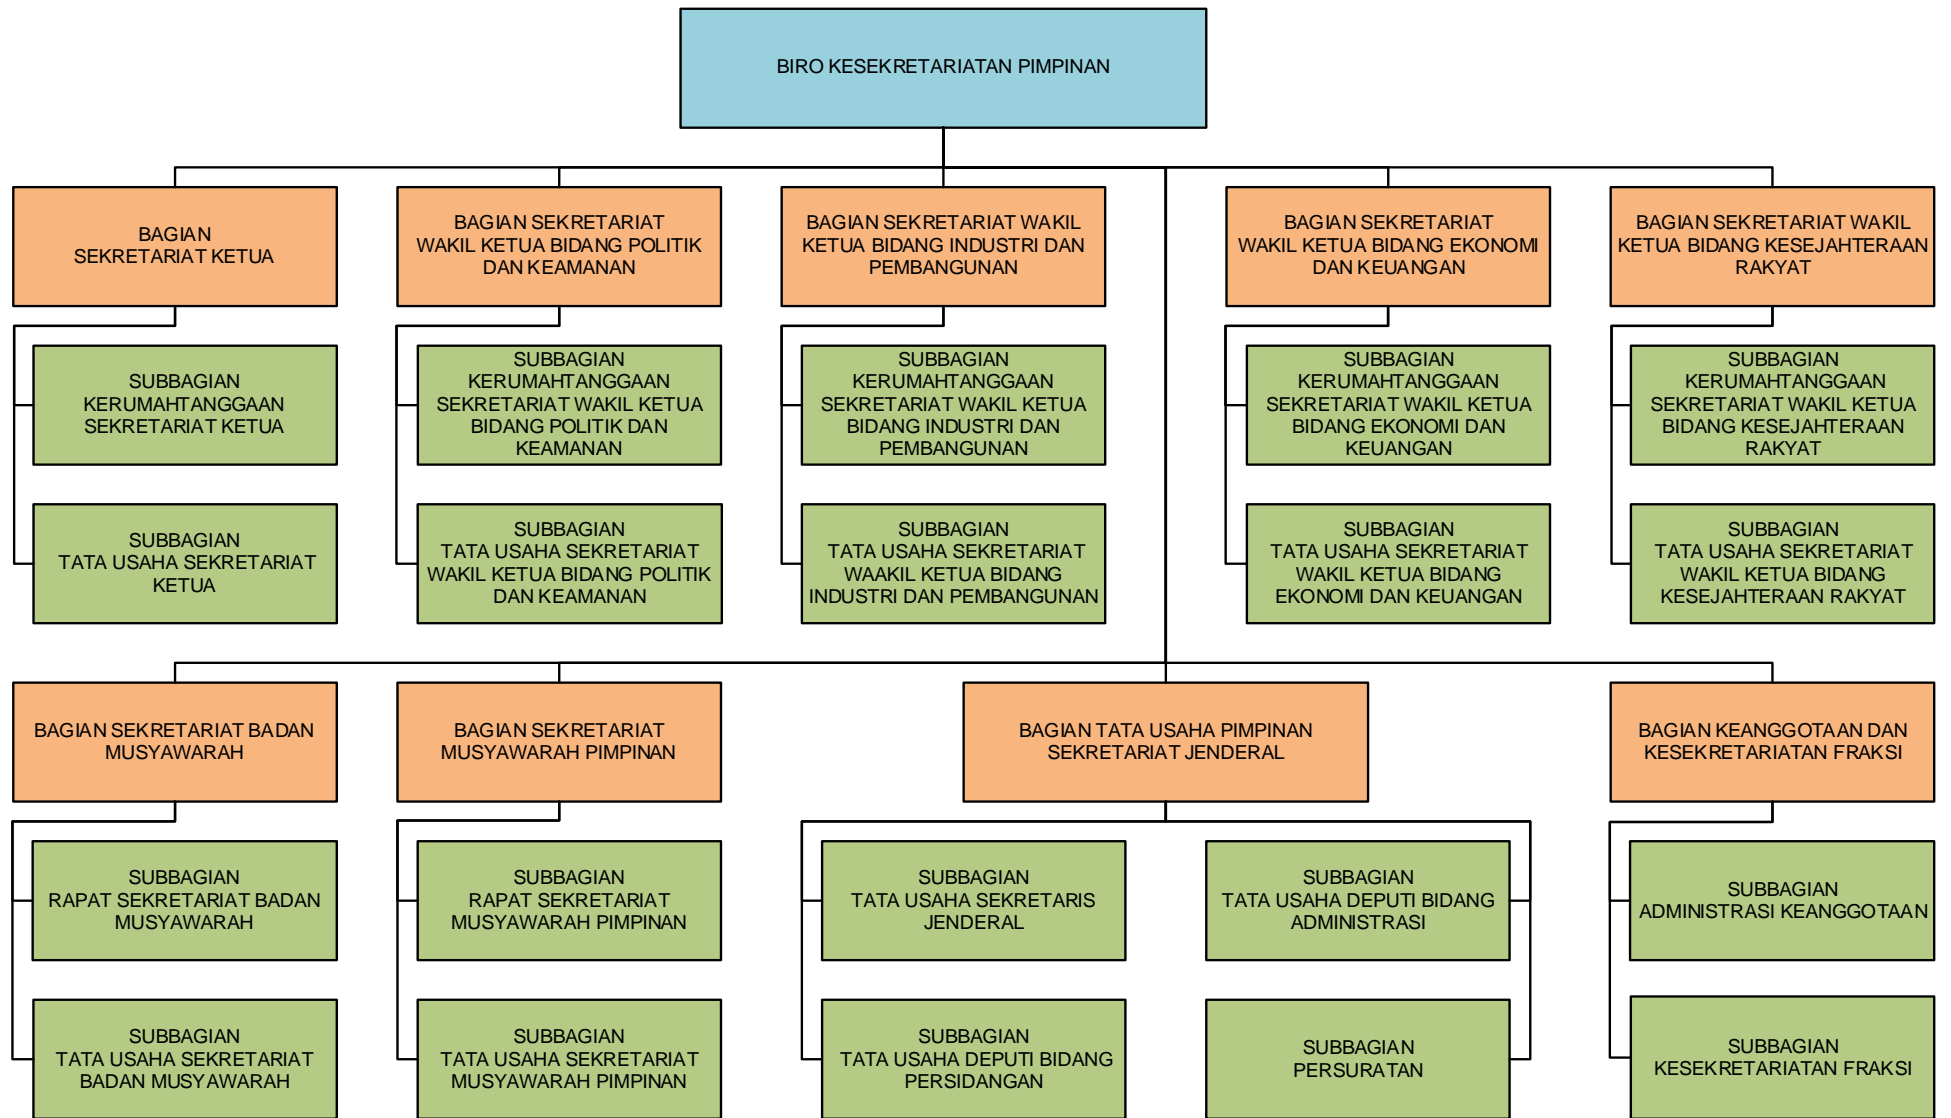 BIRO KESEKRETARIATAN PIMPINAN
BAGIAN
SEKRETARIAT KETUA
BAGIAN SEKRETARIAT
WAKIL KETUA BIDANG POLITIK
DAN KEAMANAN
BAGIAN SEKRETARIAT WAKIL
KETUA BIDANG INDUSTRI DAN
PEMBANGUNAN
BAGIAN SEKRETARIAT
WAKIL KETUA BIDANG EKONOMI
DAN KEUANGAN
BAGIAN SEKRETARIAT WAKIL
KETUA BIDANG KESEJAHTERAAN
RAKYAT
SUBBAGIAN
KERUMAHTANGGAAN
SEKRETARIAT KETUA
SUBBAGIAN
KERUMAHTANGGAAN
SEKRETARIAT WAKIL KETUA
BIDANG POLITIK DAN
KEAMANAN
SUBBAGIAN
KERUMAHTANGGAAN
SEKRETARIAT WAKIL KETUA
BIDANG INDUSTRI DAN
PEMBANGUNAN
SUBBAGIAN
KERUMAHTANGGAAN
SEKRETARIAT WAKIL KETUA
BIDANG EKONOMI DAN
KEUANGAN
SUBBAGIAN
KERUMAHTANGGAAN
SEKRETARIAT WAKIL KETUA
BIDANG KESEJAHTERAAN
RAKYAT
SUBBAGIAN
TATA USAHA SEKRETARIAT
KETUA
SUBBAGIAN
TATA USAHA SEKRETARIAT
WAKIL KETUA BIDANG POLITIK
DAN KEAMANAN
SUBBAGIAN
TATA USAHA SEKRETARIAT
WAAKIL KETUA BIDANG
INDUSTRI DAN PEMBANGUNAN
SUBBAGIAN
TATA USAHA SEKRETARIAT
WAKIL KETUA BIDANG
EKONOMI DAN KEUANGAN
SUBBAGIAN
TATA USAHA SEKRETARIAT
WAKIL KETUA BIDANG
KESEJAHTERAAN RAKYAT
BAGIAN SEKRETARIAT BADAN
MUSYAWARAH
BAGIAN SEKRETARIAT
MUSYAWARAH PIMPINAN
BAGIAN TATA USAHA PIMPINAN
SEKRETARIAT JENDERAL
BAGIAN KEANGGOTAAN DAN
KESEKRETARIATAN FRAKSI
SUBBAGIAN
RAPAT SEKRETARIAT BADAN
MUSYAWARAH
SUBBAGIAN
RAPAT SEKRETARIAT
MUSYAWARAH PIMPINAN
SUBBAGIAN
TATA USAHA SEKRETARIS
JENDERAL
SUBBAGIAN
TATA USAHA DEPUTI BIDANG
ADMINISTRASI
SUBBAGIAN
ADMINISTRASI KEANGGOTAAN
SUBBAGIAN
TATA USAHA SEKRETARIAT
BADAN MUSYAWARAH
SUBBAGIAN
TATA USAHA SEKRETARIAT
MUSYAWARAH PIMPINAN
SUBBAGIAN
TATA USAHA DEPUTI BIDANG
PERSIDANGAN
SUBBAGIAN
PERSURATAN
SUBBAGIAN
KESEKRETARIATAN FRAKSI